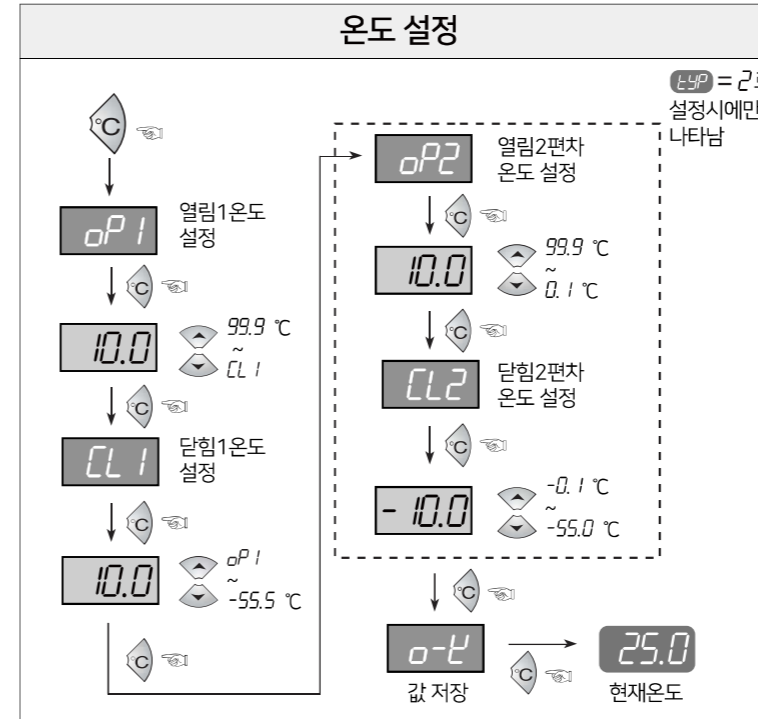 온도 설정
°C
oP1
열림1온도
설정
°C
10.0
99.9 °C
~
CL1
°C
CL1
닫힘1온도
설정
°C
10.0
oP1
~
-55.5 °C
°C
tyP = 2로
설정시에만
나타남
oP2
열림2편차
온도 설정
°C
10.0
99.9 °C
~
0.1 °C
°C
CL2
닫힘2편차
온도 설정
°C
- 10.0
-0.1 °C
~
-55.0 °C
°C
o-k
값 저장
°C
25.0
현재온도